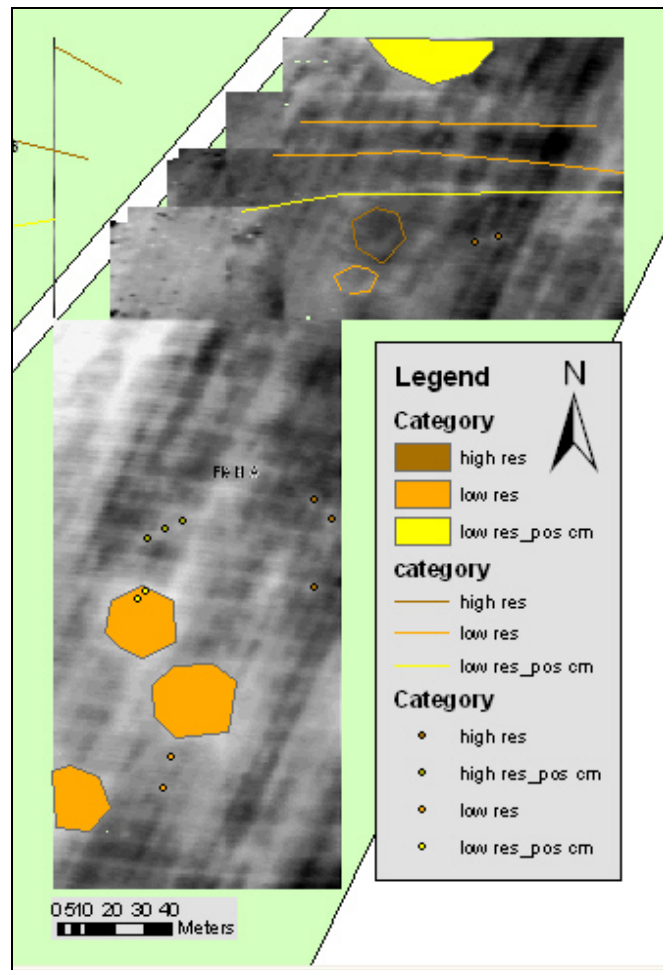 Legend
N
Category
high res
low res
low res_pos cm
category
high res
low res
low res_pos cm
Category
high res
high res_pos cm
low res
low res_pos cm
Field A
0 5 10 20 30 40
Meters